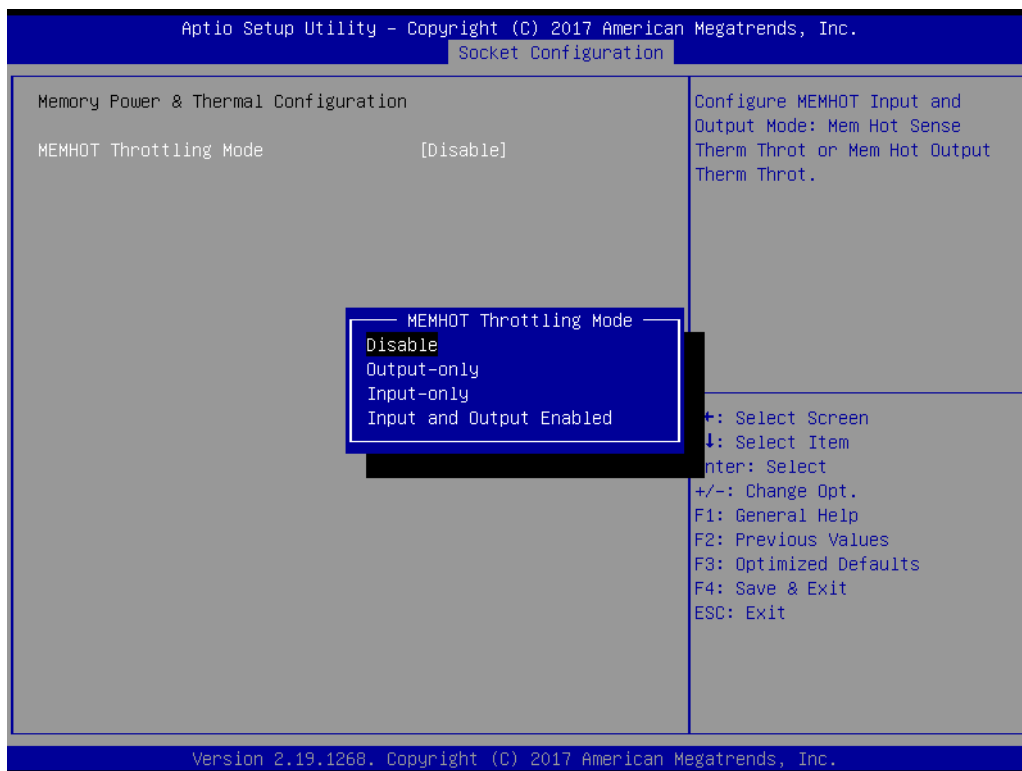 Aptio Setup Utility – Copyright (C) 2017 American Megatrends, Inc.
Socket Configuration
Memory Power & Thermal Configuration
MEMHOT Throttling Mode [Disable]
Configure MEMHOT Input and
Output Mode: Mem Hot Sense
Therm Throt or Mem Hot Output
Therm Throt.
MEMHOT Throttling Mode
Disable
Output-only
Input-only
Input and Output Enabled
: Select Screen
: Select Item
nter: Select
+/-: Change Opt.
F1: General Help
F2: Previous Values
F3: Optimized Defaults
F4: Save & Exit
ESC: Exit
Version 2.19.1268. Copyright (C) 2017 American Megatrends, Inc.